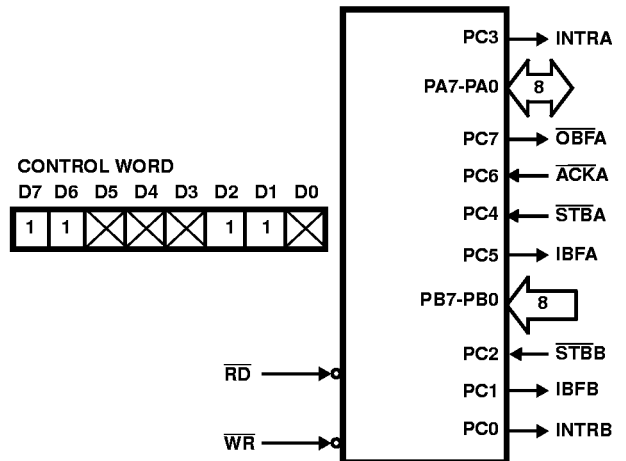 PC3 INTRA
PA7-PA0 8
PC7 OBFA
CONTROL WORD
PC6 ACKA
D7 D6 D5 D4 D3 D2 D1 D0
1 1 1 1
PC4 STBA
PC5 IBFA
PB7-PB0 8
PC2 STBB
RD
PC1 IBFB
PC0 INTRB
WR